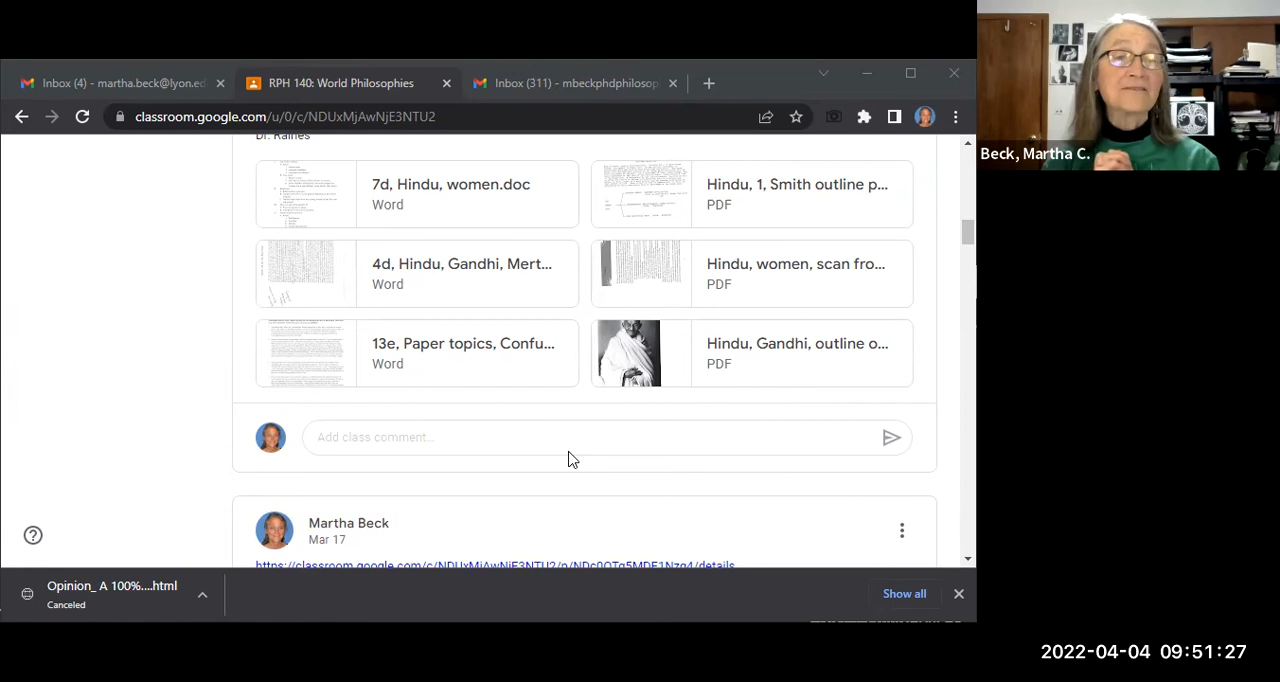 Inbox (4) - martha.beck@lyon.ed
RPH 140: World Philosophies
Inbox (311) - mbeckphdphilosop
classroom.google.com/u/0/c/NDUxMjAwNjE3NTU2
Beck, Martha C.
Dr. Raines
7d, Hindu, women.doc
Word
Hindu, 1, Smith outline p...
PDF
4d, Hindu, Gandhi, Mert...
Word
Hindu, women, scan fro...
PDF
13e, Paper topics, Confu...
Word
Hindu, Gandhi, outline o...
PDF
Add class comment...
Martha Beck
Mar 17
Opinion_ A 100%....html
Canceled
Show all
2022-04-04 09:51:27